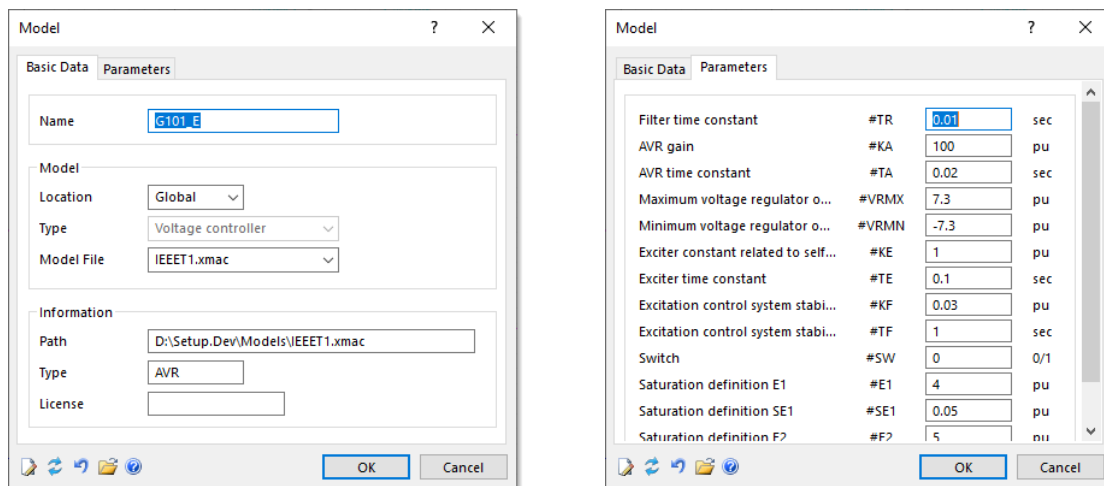 Model ? ×
Basic Data Parameters
Name G101_E
Model
Location Global
Type Voltage controller
Model File IEEET1.xmac
Information
Path D:\Setup.Dev\Models\IEEET1.xmac
Type AVR
License
OK Cancel
Model ? ×
Basic Data Parameters
Filter time constant #TR 0.01 sec
AVR gain #KA 100 pu
AVR time constant #TA 0.02 sec
Maximum voltage regulator o... #VRMX 7.3 pu
Minimum voltage regulator o... #VRMN -7.3 pu
Exciter constant related to self... #KE 1 pu
Exciter time constant #TE 0.1 sec
Excitation control system stabi... #KF 0.03 pu
Excitation control system stabi... #TF 1 sec
Switch #SW 0 0/1
Saturation definition E1 #E1 4 pu
Saturation definition SE1 #SE1 0.05 pu
Saturation definition E2 #E2 5 pu
OK Cancel